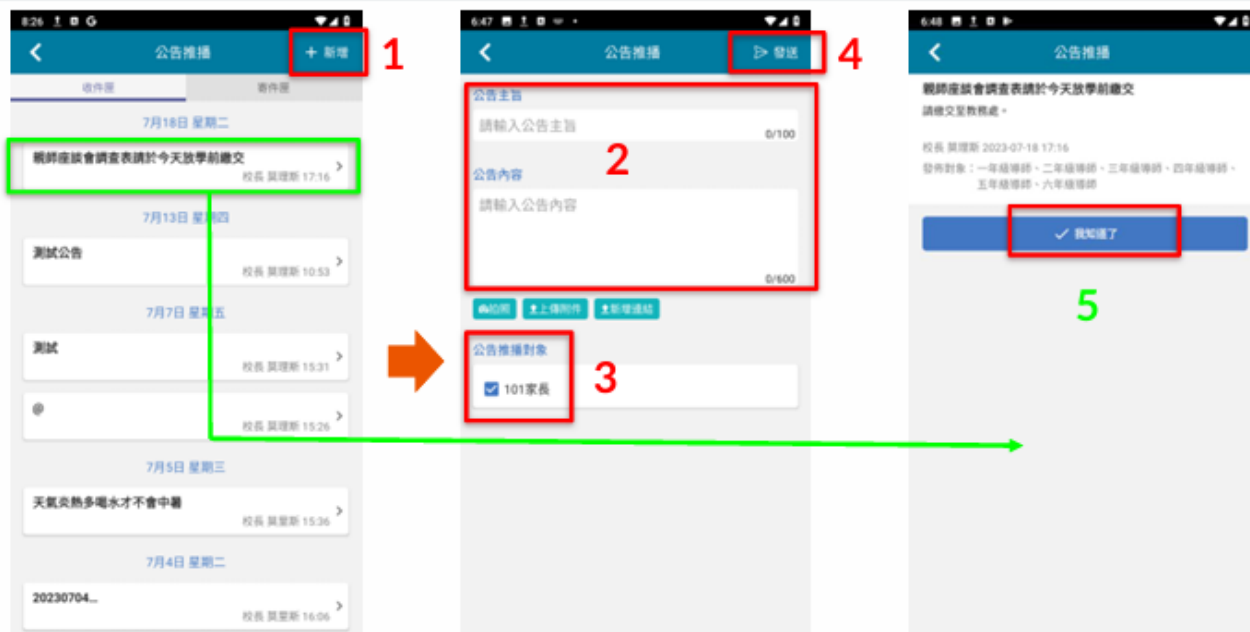 8:26
公告推播
+ 新增
1
收件匣
寄件匣
7月18日 星期二
親師座談會調查表請於今天放學前繳交
校長 莫理斯 17:16
7月13日 星期四
測試公告
校長 莫理斯 10:53
7月7日 星期五
測試
校長 莫理斯 15:31
@
校長 莫理斯 15:26
7月5日 星期三
天氣炎熱多喝水才不會中暑
校長 莫里斯 15:36
7月4日 星期二
20230704...
校長 莫里斯 16:06
6:47
公告推播
發送
4
公告主旨
請輸入公告主旨
0/100
2
公告內容
請輸入公告內容
0/600
拍照
上傳附件
新增連結
公告推播對象
101家長
3
6:48
公告推播
親師座談會調查表請於今天放學前繳交
請繳交至教務處。
校長 莫理斯 2023-07-18 17:16
發佈對象：一年級導師、二年級導師、三年級導師、四年級導師、
五年級導師、六年級導師
我知道了
5